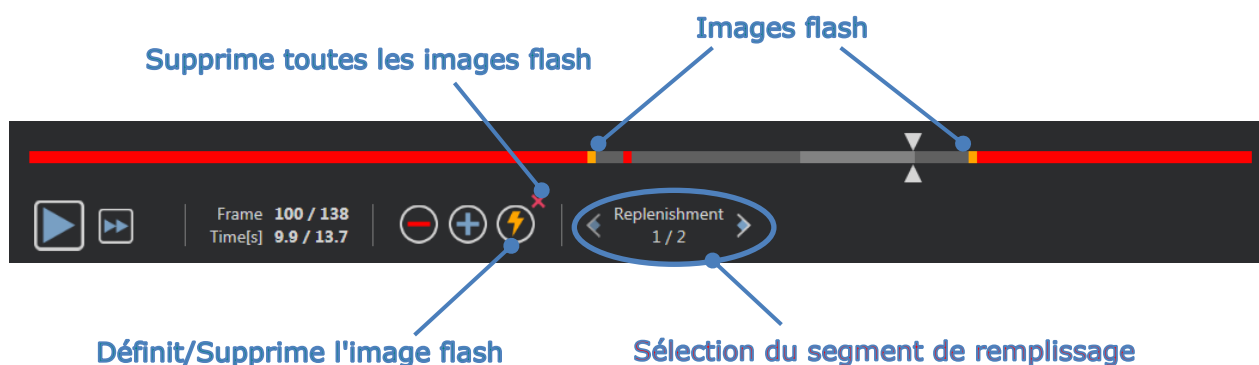 Images flash
Supprime toutes les images flash
Frame 100 / 138
Time[s] 9.9 / 13.7
Replenishment
1 / 2
Définit/Supprime l'image flash
Sélection du segment de remplissage